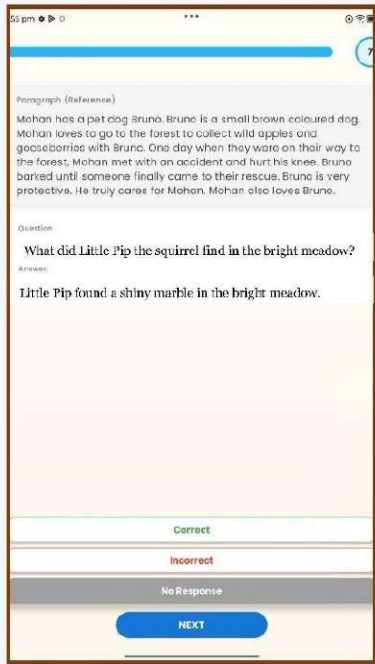 55 pm
7
Paragraph (Reference)
Mohan has a pet dog Bruno. Bruno is a small brown coloured dog.
Mohan loves to go to the forest to collect wild apples and
gooseberries with Bruno. One day when they were on their way to
the forest, Mohan met with an accident and hurt his knee. Bruno
barked until someone finally came to their rescue. Bruno is very
protective. He truly cares for Mohan. Mohan also loves Bruno.
Question
What did Little Pip the squirrel find in the bright meadow?
Answer
Little Pip found a shiny marble in the bright meadow.
Correct
Incorrect
No Response
NEXT